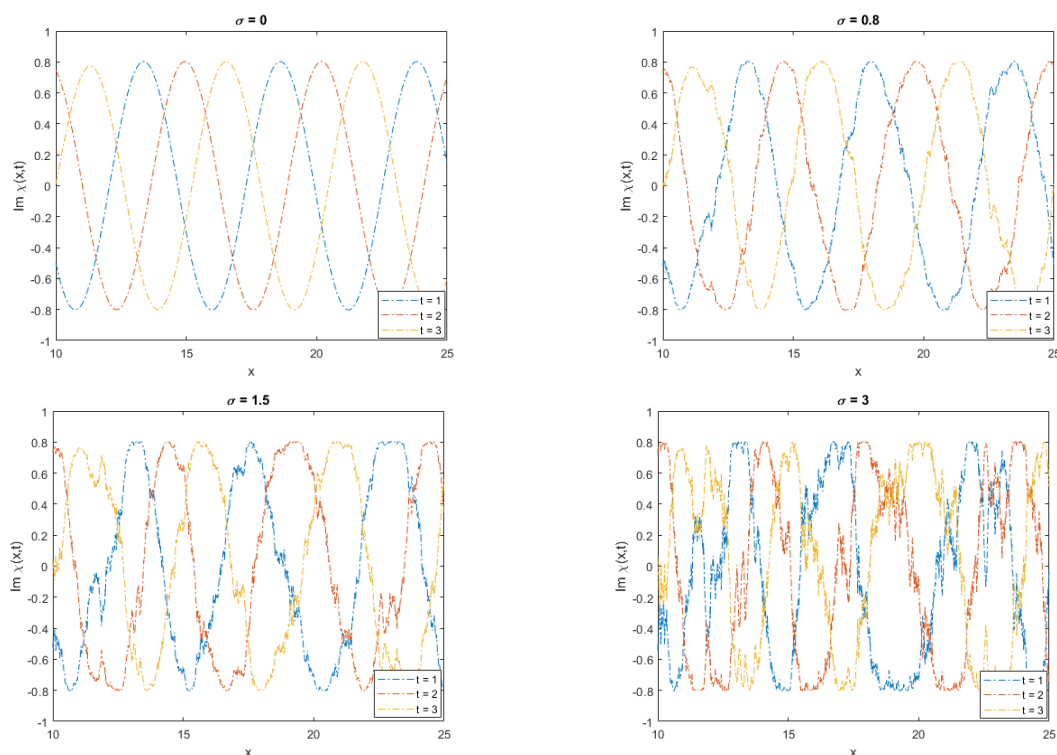 σ = 0
1
0.8
0.6
0.4
0.2
0
-0.2
-0.4
-0.6
-0.8
-1
Im χ(x,t)
10 15 20 25
x
t = 1
t = 2
t = 3
σ = 0.8
1
0.8
0.6
0.4
0.2
0
-0.2
-0.4
-0.6
-0.8
-1
Im χ(x,t)
10 15 20 25
x
t = 1
t = 2
t = 3
σ = 1.5
1
0.8
0.6
0.4
0.2
0
-0.2
-0.4
-0.6
-0.8
-1
Im χ(x,t)
10 15 20 25
x
t = 1
t = 2
t = 3
σ = 3
1
0.8
0.6
0.4
0.2
0
-0.2
-0.4
-0.6
-0.8
-1
Im χ(x,t)
10 15 20 25
x
t = 1
t = 2
t = 3